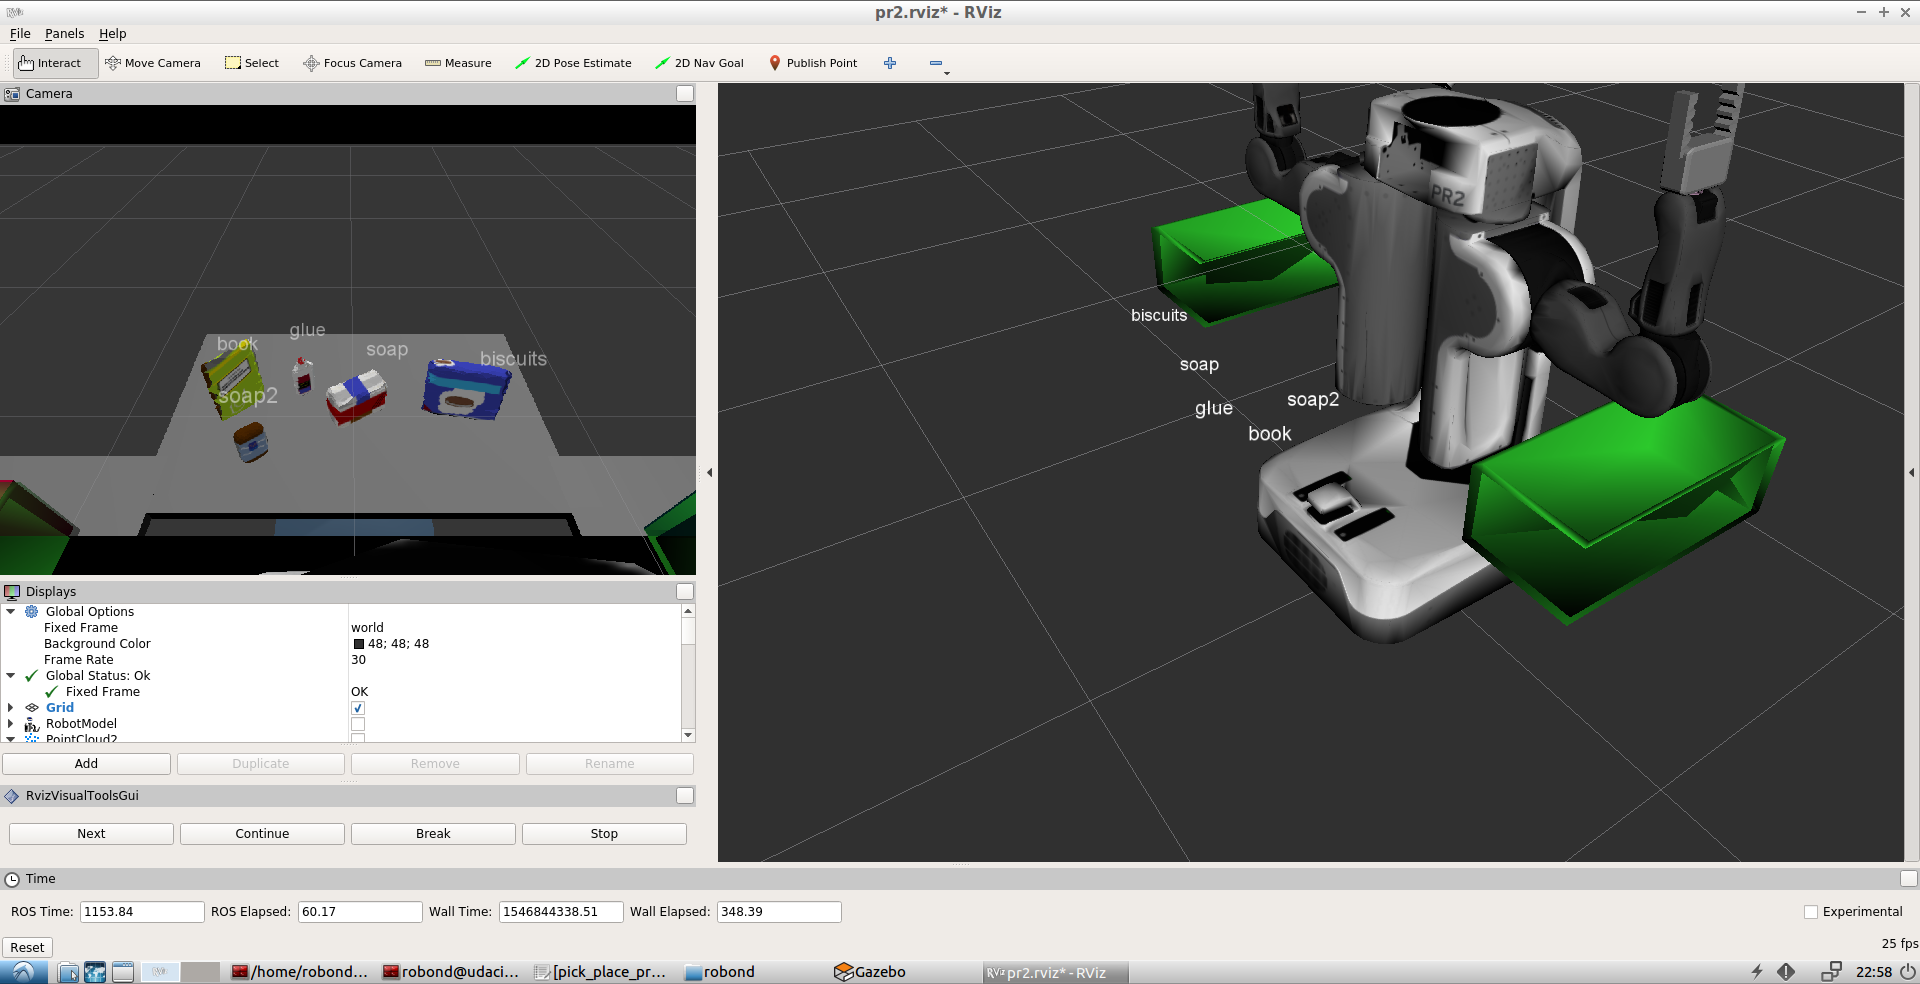 pr2.rviz* - RViz
File Panels Help
Interact Move Camera Select Focus Camera Measure 2D Pose Estimate 2D Nav Goal Publish Point
Camera
glue
book soap biscuits
soap2
PR2
biscuits
soap
soap2
glue
book
Displays
Global Options
Fixed Frame world
Background Color 48; 48; 48
Frame Rate 30
Global Status: Ok
Fixed Frame OK
Grid
RobotModel
PointCloud2
Add Duplicate Remove Rename
RvizVisualToolsGui
Next Continue Break Stop
Time
ROS Time: 1153.84 ROS Elapsed: 60.17 Wall Time: 1546844338.51 Wall Elapsed: 348.39 Experimental
Reset 25 fps
/home/robond... robond@udaci... [pick_place_pr... robond Gazebo RViz pr2.rviz* - RViz 22:58